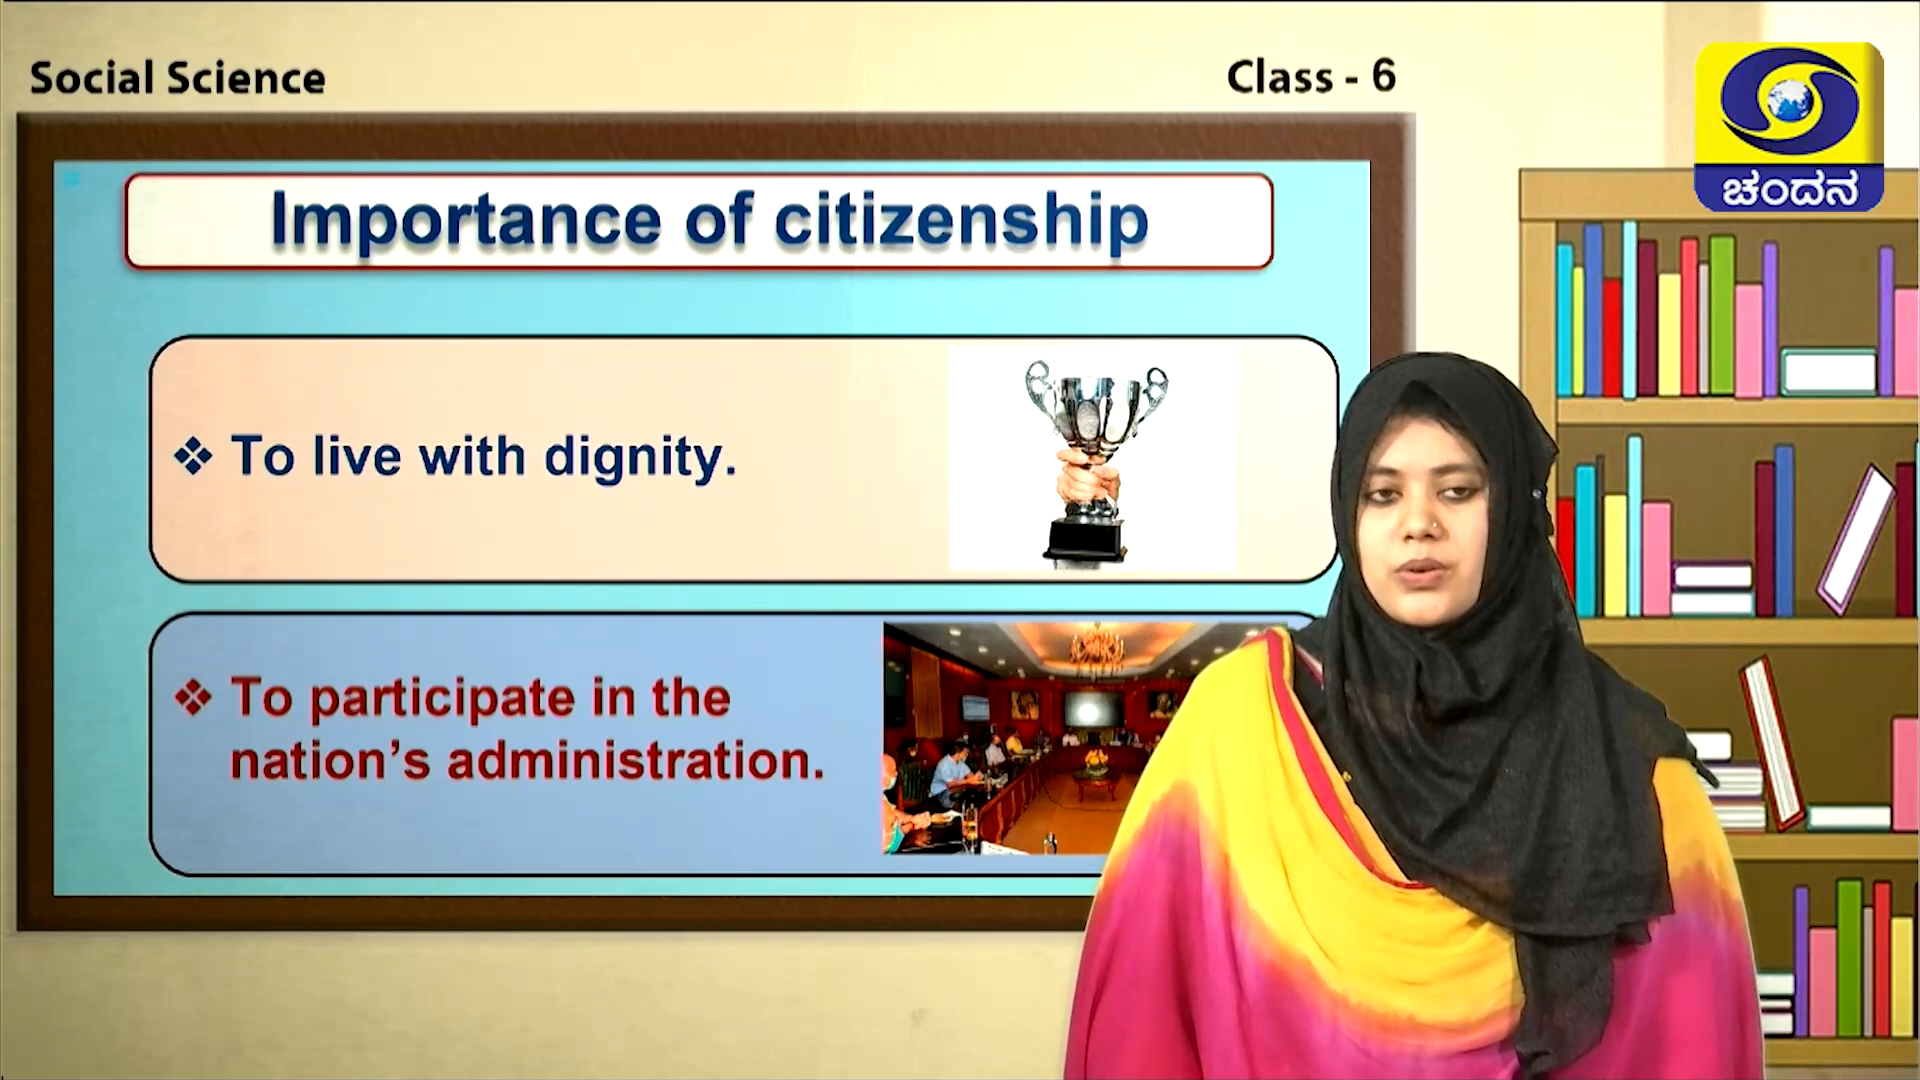 Social Science
Class - 6
ಚಂದನ
Importance of citizenship
❖ To live with dignity.
❖ To participate in the
nation’s administration.